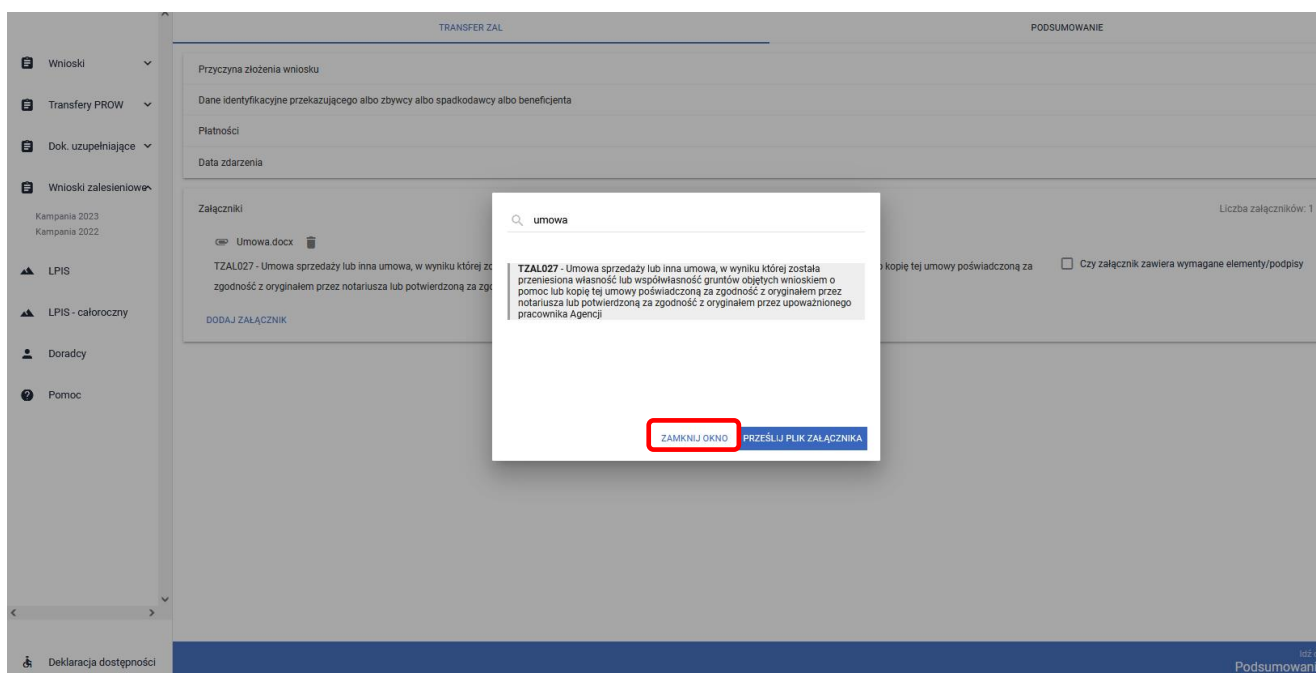 TRANSFER ZAL
PODSUMOWANIE
Wnioski
Transfery PROW
Dok. uzupełniające
Wnioski zalesieniowe
Kampania 2023
Kampania 2022
LPIS
LPIS - całoroczny
Doradcy
Pomoc
Deklaracja dostępności
Przyczyna złożenia wniosku
Dane identyfikacyjne przekazującego albo zbywcy albo spadkodawcy albo beneficjenta
Płatności
Data zdarzenia
Załączniki
Liczba załączników: 1
Umowa.docx
TZAL027 - Umowa sprzedaży lub inna umowa, w wyniku której
kopię tej umowy poświadczoną za
zgodność z oryginałem przez notariusza lub potwierdzoną za
Czy załącznik zawiera wymagane elementy/podpisy
DODAJ ZAŁĄCZNIK
umowa
TZAL027 - Umowa sprzedaży lub inna umowa, w wyniku której została
przeniesiona własność lub współwłasność gruntów objętych wnioskiem o
pomoc lub kopię tej umowy poświadczoną za zgodność z oryginałem przez
notariusza lub potwierdzoną za zgodność z oryginałem przez upoważnionego
pracownika Agencji
ZAMKNIJ OKNO
PRZEŚLIJ PLIK ZAŁĄCZNIKA
Idź
Podsumowani